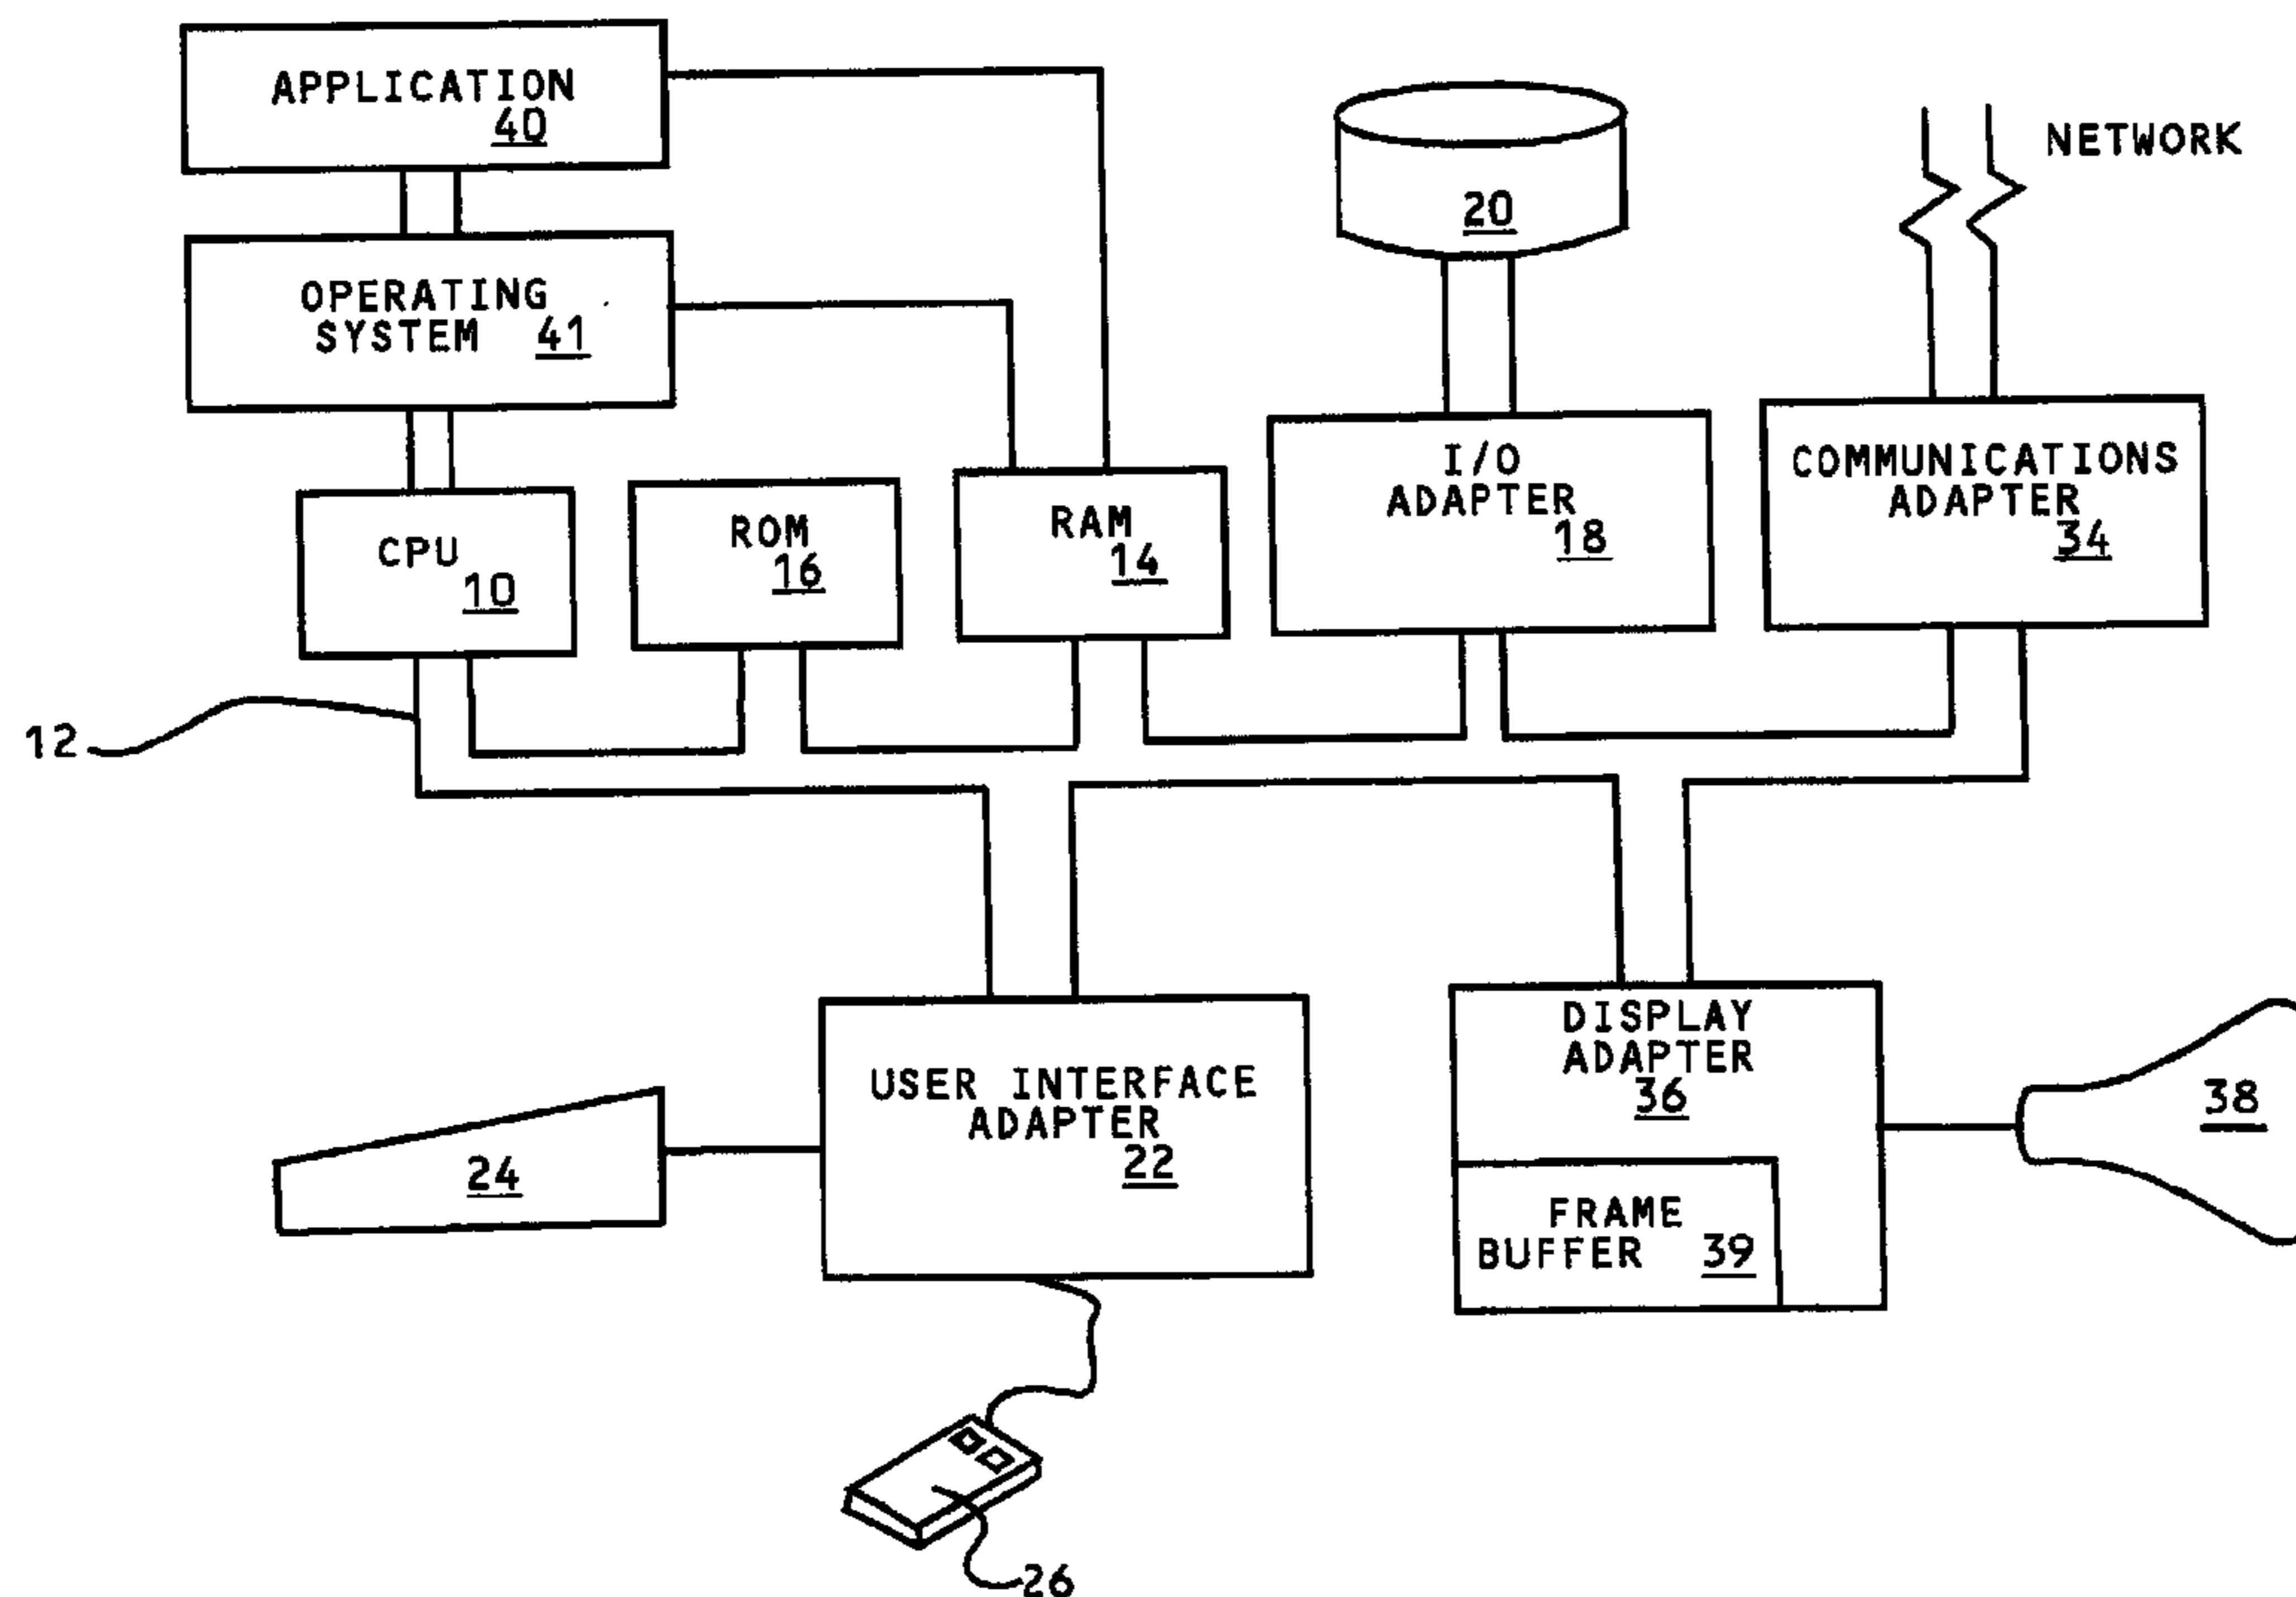 APPLICATION
40
OPERATING
SYSTEM 41
CPU
10
ROM
16
RAM
14
20
I/O
ADAPTER
18
NETWORK
COMMUNICATIONS
ADAPTER
34
12
USER INTERFACE
ADAPTER
22
24
26
DISPLAY
ADAPTER
36
FRAME
BUFFER 39
38